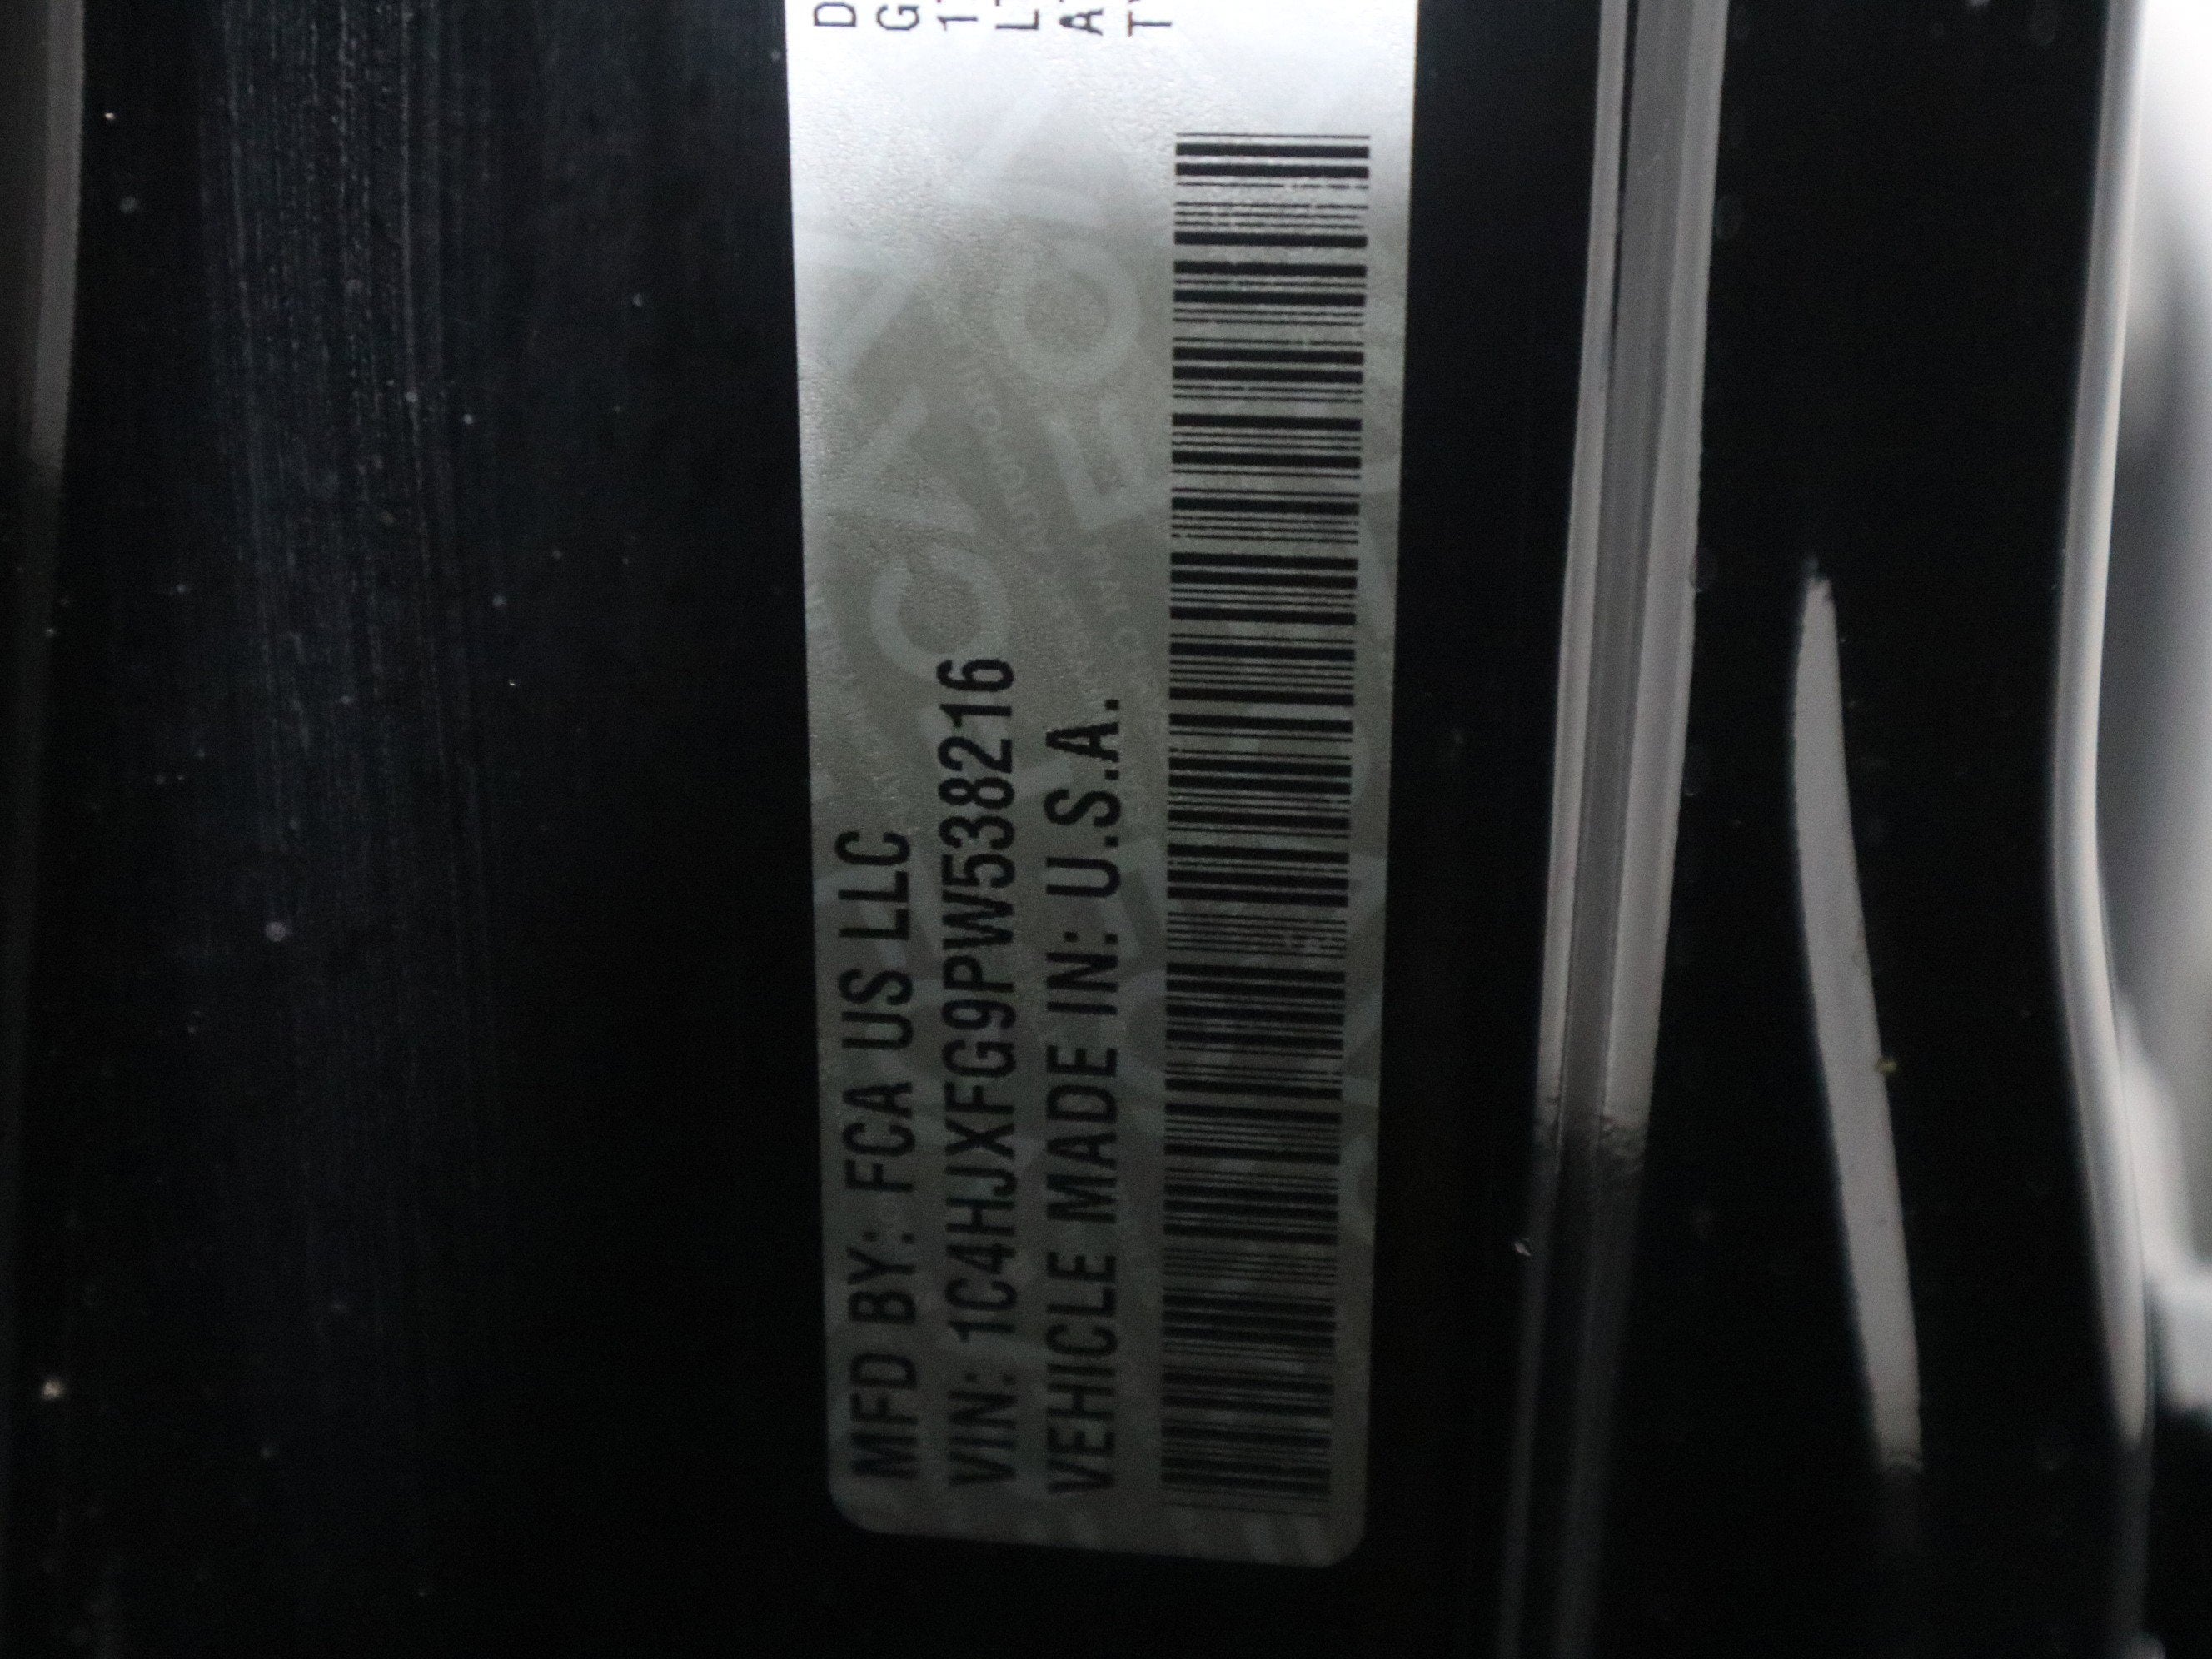 MFD BY: FCA US LLC
VIN: 1C4HJXFG9PW538216
VEHICLE MADE IN: U.S.A.